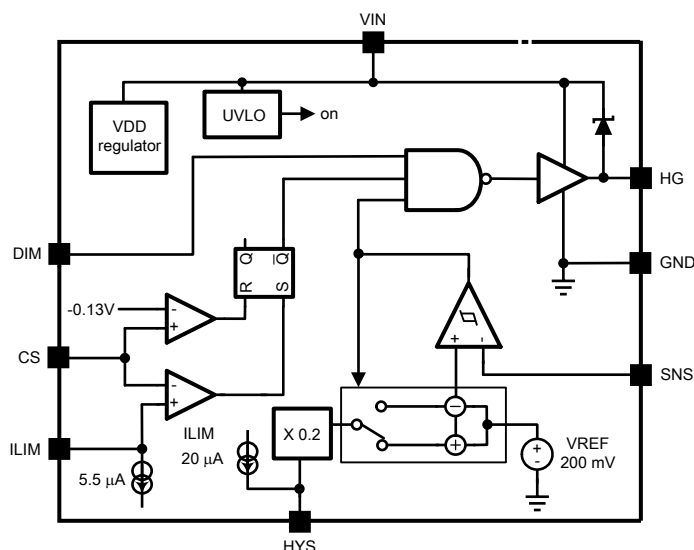 VIN
VDD
regulator
UVLO
on
HG
DIM
Q
Q̅
R
S
GND
-0.13V
-
+
CS
-
+
+
-
SNS
ILIM
ILIM
20 μA
X 0.2
−
+
+
-
VREF
200 mV
5.5 μA
HYS